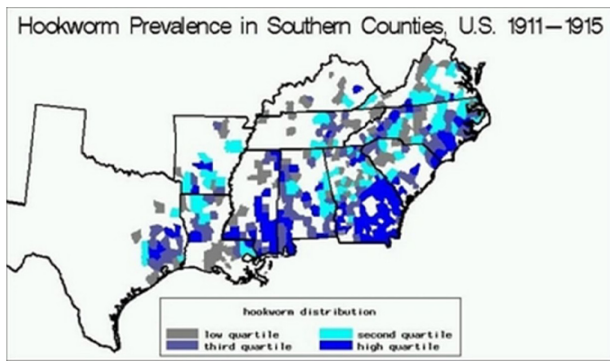 Hookworm Prevalence in Southern Counties, U.S. 1911–1915
hookworm distribution
low quartile second quartile
third quartile high quartile